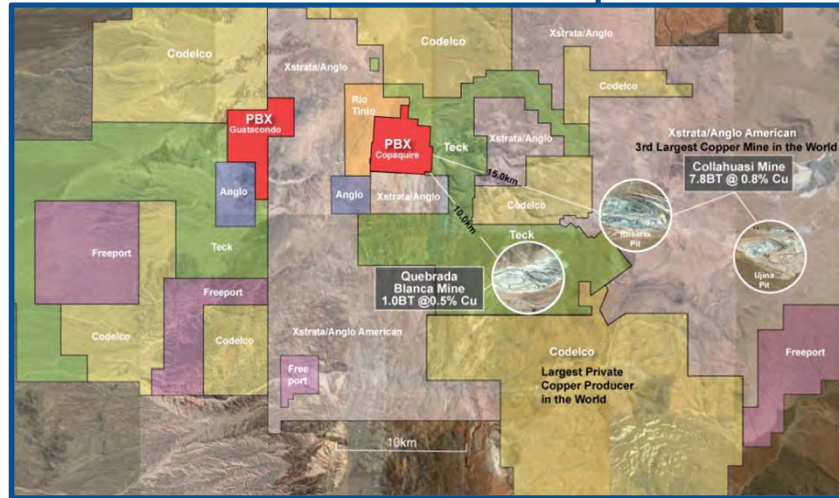 Codelco
Codelco
Xstrata/Anglo
Xstrata/Anglo
Codelco
Rio
Tinto
PBX
Guatacondo
PBX
Copaquire
Teck
Xstrata/Anglo
Xstrata/Anglo American
3rd Largest Copper Mine in the World
Collahuasi Mine
7.8BT @ 0.8% Cu
15.0km
Anglo
Anglo
Xstrata/Anglo
10.0km
Codelco
Rosario
Pit
Teck
Teck
Freeport
Quebrada
Blanca Mine
1.0BT @0.5% Cu
Ujina
Pit
Freeport
Codelco
Codelco
Xstrata/Anglo American
Codelco
Largest Private
Copper Producer
in the World
Freeport
Free
port
10km